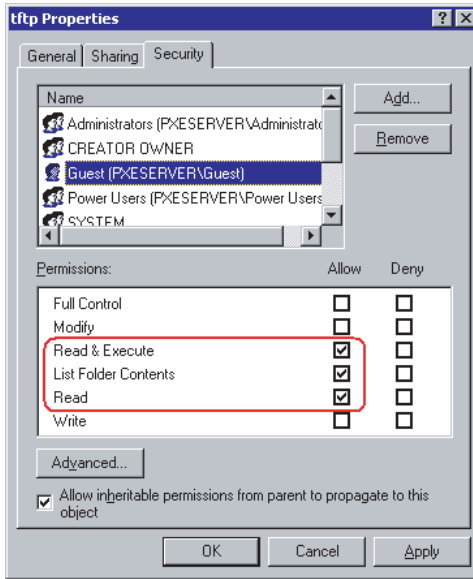 tftp Properties
General Sharing Security
Name
Add...
Administrators (PXESERVER\Administrato
Remove
CREATOR OWNER
Guest (PXESERVER\Guest)
Power Users (PXESERVER\Power Users
SYSTEM
Permissions: Allow Deny
Full Control
Modify
Read & Execute
List Folder Contents
Read
Write
Advanced...
Allow inheritable permissions from parent to propagate to this
object
OK Cancel Apply